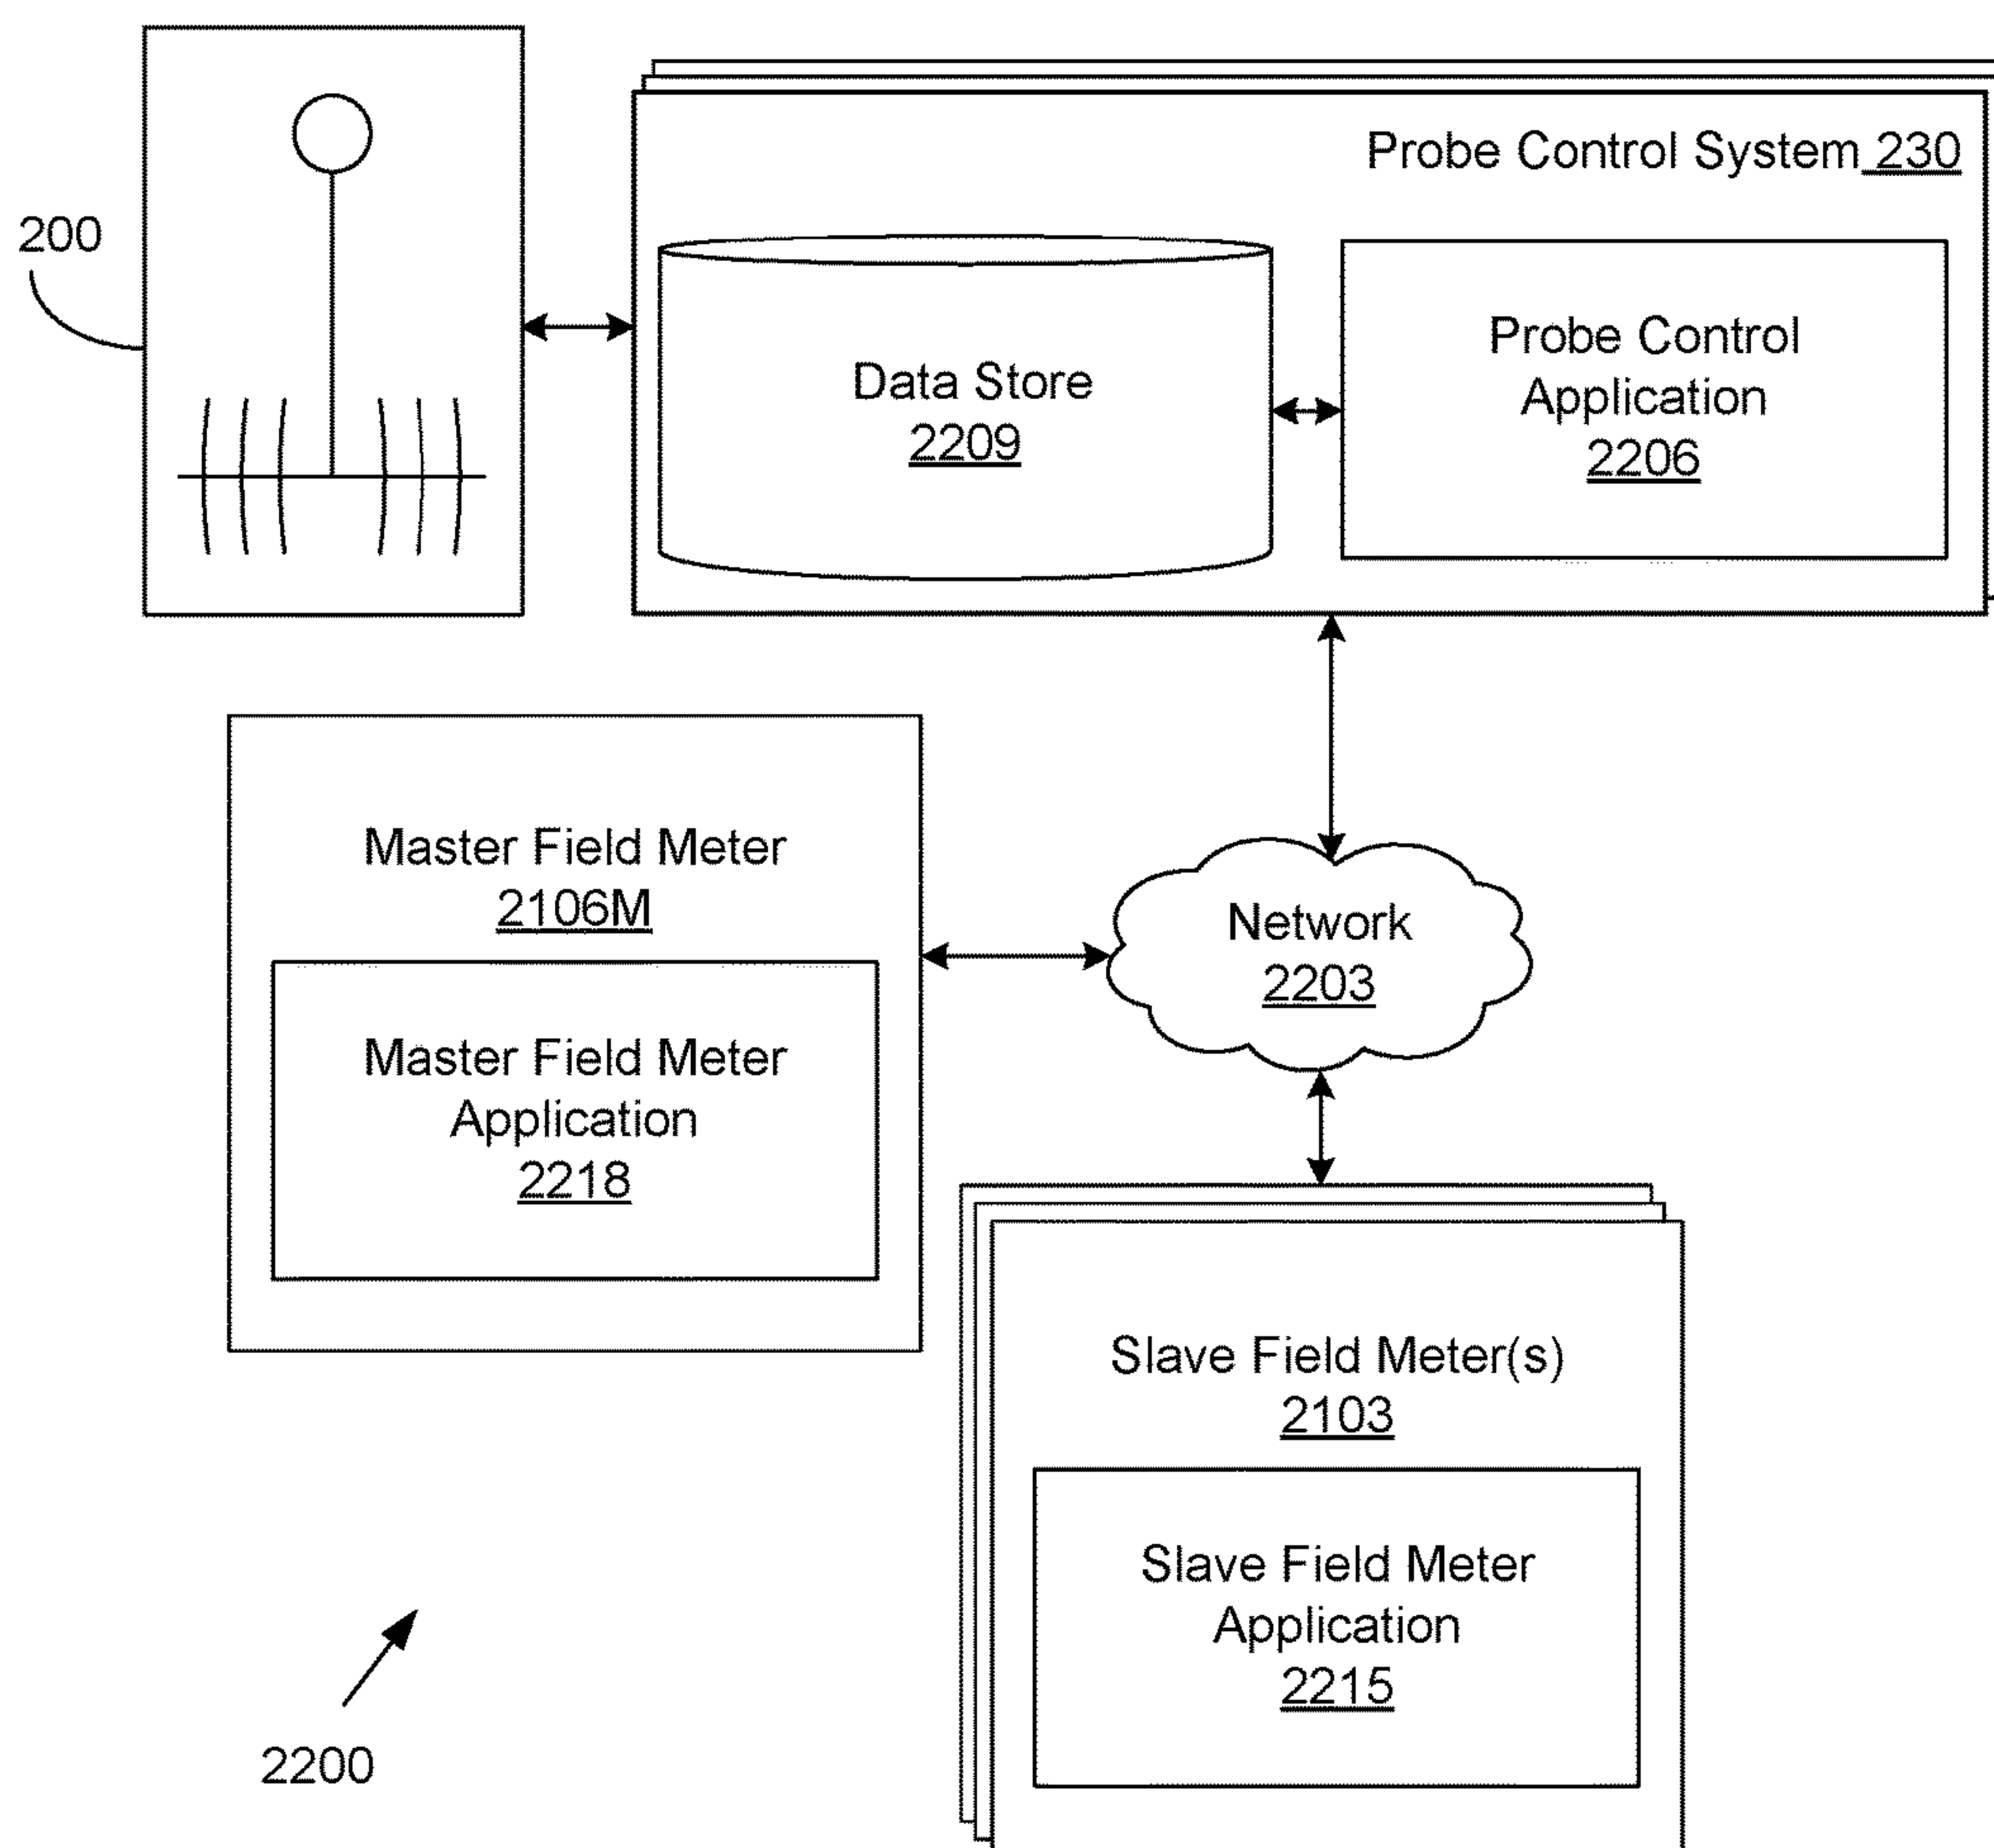 Probe Control System 230
200
Data Store
2209
Probe Control
Application
2206
Master Field Meter
2106M
Master Field Meter
Application
2218
Network
2203
Slave Field Meter(s)
2103
Slave Field Meter
Application
2215
2200